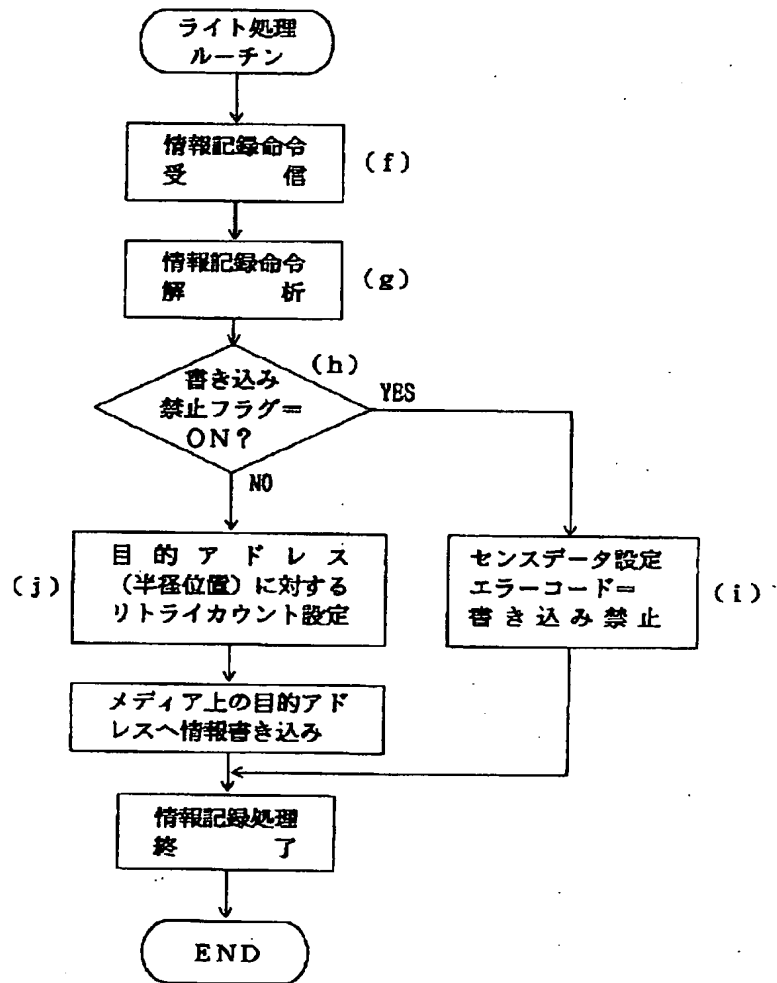 ライト処理
ルーチン
情報記録命令
受 信
(f)
情報記録命令
解 析
(g)
(h)
書き込み
禁止フラグ=
ON?
YES
NO
(j)
目的アドレス
(半径位置)に対する
リトライカウント設定
センスデータ設定
エラーコード=
書き込み禁止
(i)
メディア上の目的アド
レスへ情報書き込み
情報記録処理
終 了
END